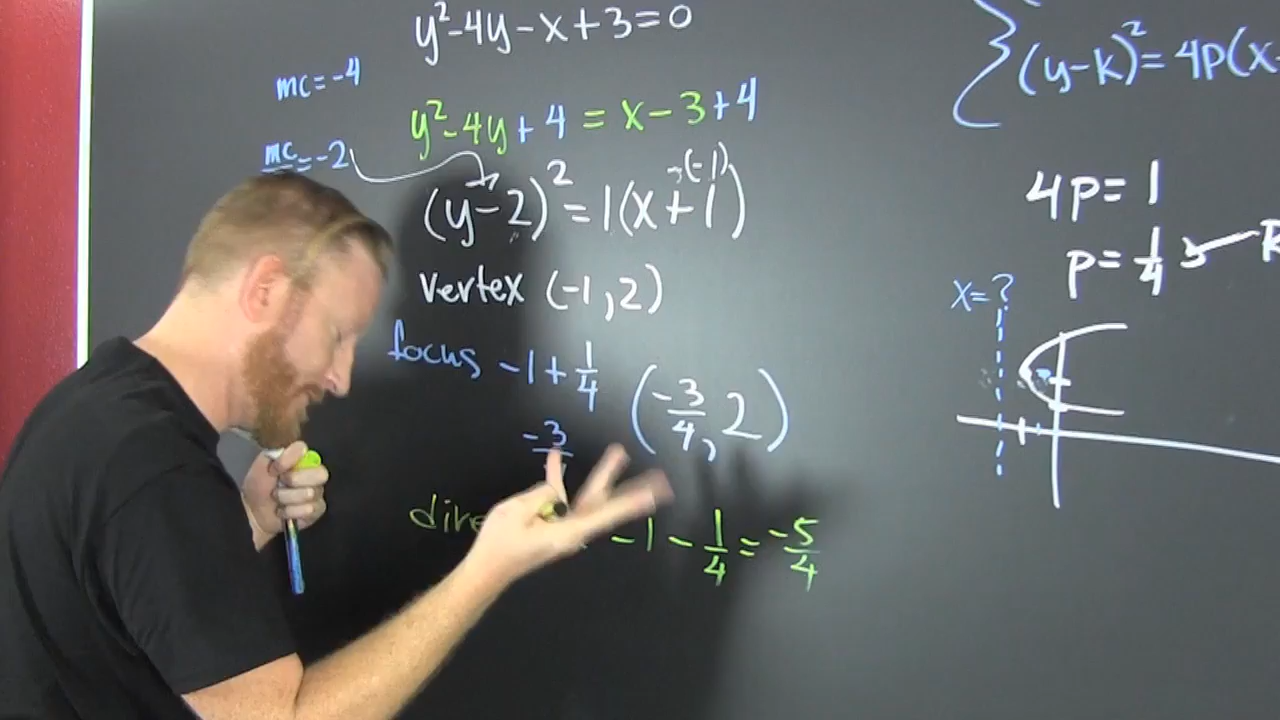 y²-4y-x+3=0
mc=-4
y²-4y+4=x-3+4
mc=-2
-(-1)
(y-2)²=1(x+1)
vertex (-1,2)
focus -1+1/4 (-3/4,2)
-3
-1-1/4=-5/4
(y-k)²=4p(x-
4p=1
p=1/4
x=?